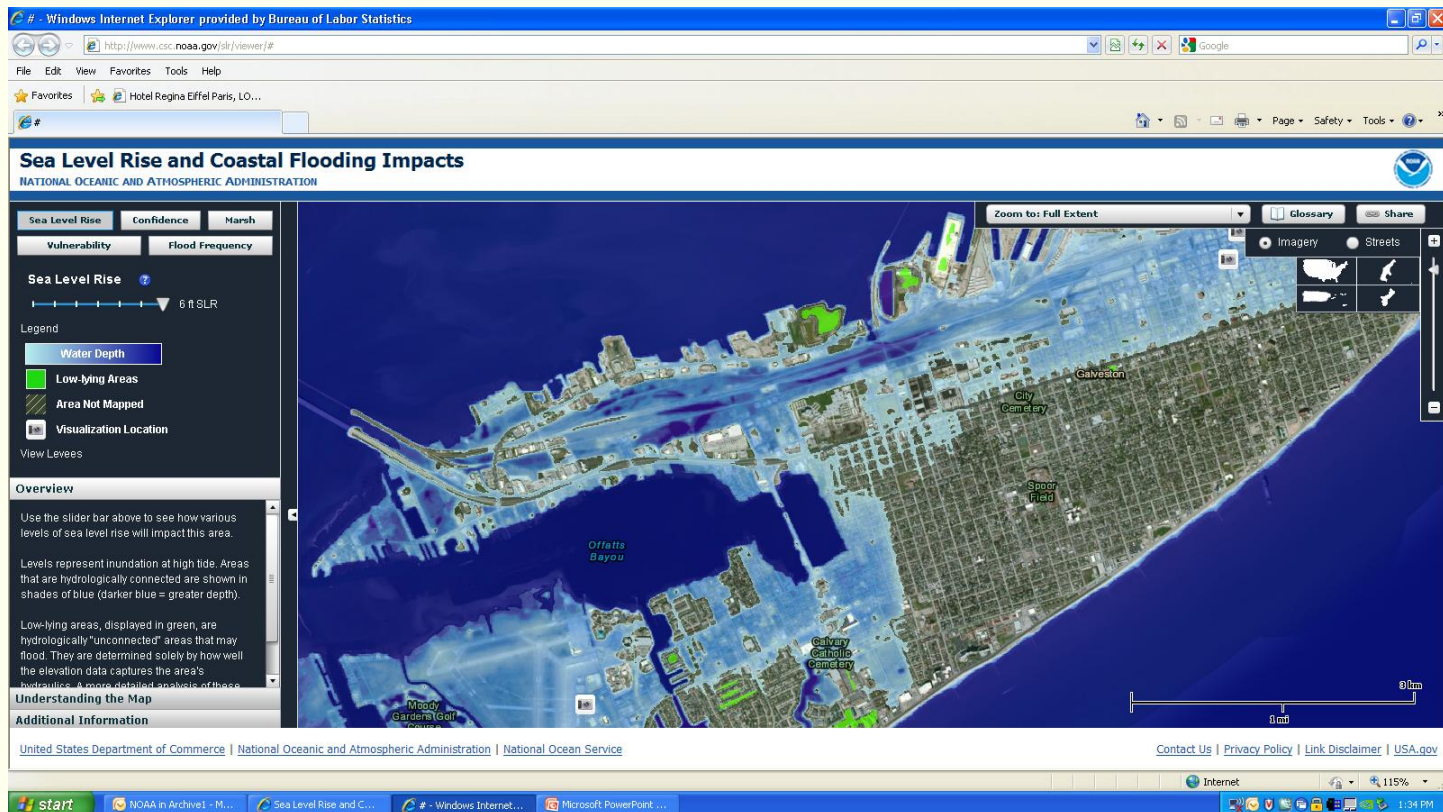 # - Windows Internet Explorer provided by Bureau of Labor Statistics
http://www.csc.noaa.gov/slr/viewer/#
Google
File Edit View Favorites Tools Help
Favorites Hotel Regina Eiffel Paris, LO...
#
Page Safety Tools
Sea Level Rise and Coastal Flooding Impacts
NATIONAL OCEANIC AND ATMOSPHERIC ADMINISTRATION
NOAA
Sea Level Rise Confidence Marsh
Vulnerability Flood Frequency
Zoom to: Full Extent
Glossary Share
Imagery Streets
Sea Level Rise ?
6 ft SLR
Legend
Water Depth
Low-lying Areas
Area Not Mapped
Visualization Location
View Levees
Overview
Use the slider bar above to see how various
levels of sea level rise will impact this area.
Levels represent inundation at high tide. Areas
that are hydrologically connected are shown in
shades of blue (darker blue = greater depth).
Low-lying areas, displayed in green, are
hydrologically "unconnected" areas that may
flood. They are determined solely by how well
the elevation data captures the area's
hydraulics. A more detailed analysis of these
Understanding the Map
Additional Information
Galveston
City
Cemetery
Spoor
Field
Offatts
Bayou
Calvary
Catholic
Cemetery
Moody
Gardens Golf
Course
3 km
1 mi
United States Department of Commerce | National Oceanic and Atmospheric Administration | National Ocean Service
Contact Us | Privacy Policy | Link Disclaimer | USA.gov
Internet 115%
start NOAA in Archive1 - M... Sea Level Rise and C... # - Windows Internet... Microsoft PowerPoint ... 1:34 PM